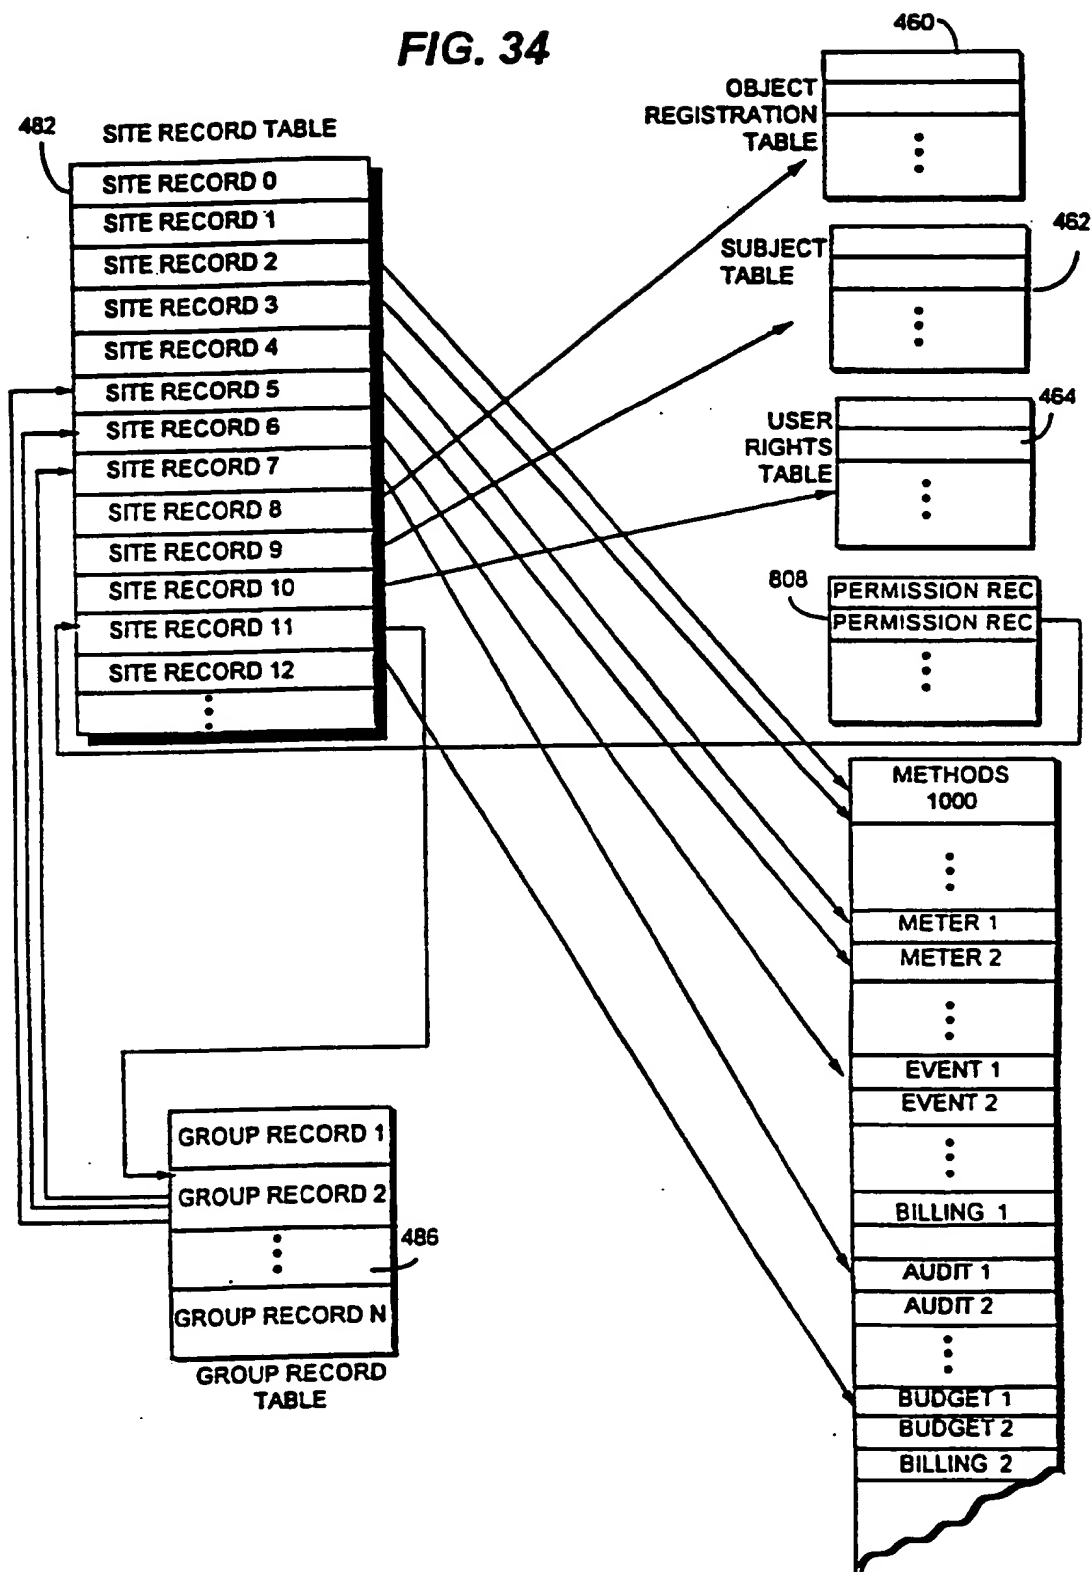 FIG. 34
460
OBJECT
REGISTRATION
TABLE
482
SITE RECORD TABLE
SITE RECORD 0
SITE RECORD 1
SITE RECORD 2
SITE RECORD 3
SITE RECORD 4
SITE RECORD 5
SITE RECORD 6
SITE RECORD 7
SITE RECORD 8
SITE RECORD 9
SITE RECORD 10
SITE RECORD 11
SITE RECORD 12
SUBJECT
TABLE
462
USER
RIGHTS
TABLE
464
808
PERMISSION REC
PERMISSION REC
METHODS
1000
METER 1
METER 2
EVENT 1
EVENT 2
BILLING 1
AUDIT 1
AUDIT 2
BUDGET 1
BUDGET 2
BILLING 2
GROUP RECORD 1
GROUP RECORD 2
486
GROUP RECORD N
GROUP RECORD
TABLE